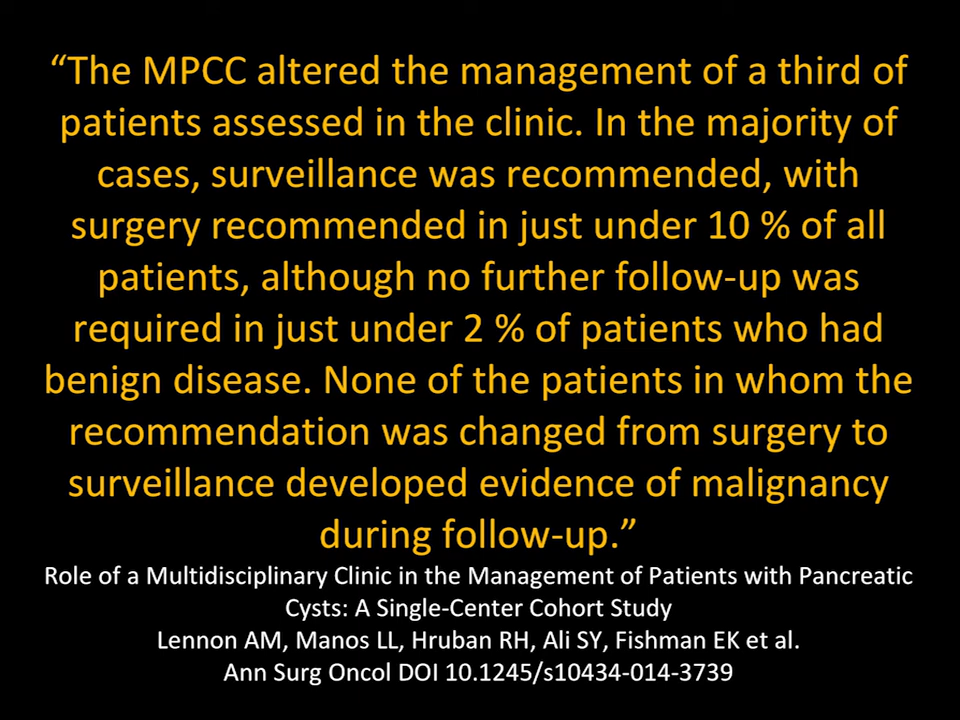 “The MPCC altered the management of a third of
patients assessed in the clinic. In the majority of
cases, surveillance was recommended, with
surgery recommended in just under 10 % of all
patients, although no further follow-up was
required in just under 2 % of patients who had
benign disease. None of the patients in whom the
recommendation was changed from surgery to
surveillance developed evidence of malignancy
during follow-up.”
Role of a Multidisciplinary Clinic in the Management of Patients with Pancreatic
Cysts: A Single-Center Cohort Study
Lennon AM, Manos LL, Hruban RH, Ali SY, Fishman EK et al.
Ann Surg Oncol DOI 10.1245/s10434-014-3739